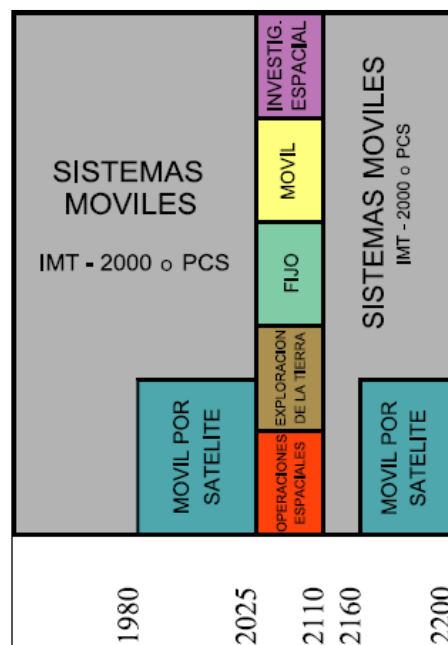 SISTEMAS
MOVILES
IMT - 2000 o PCS
MOVIL POR
SATELITE
INVESTIG.
ESPACIAL
MOVIL
FIJO
EXPLORACION
DE LA TIERRA
OPERACIONES
ESPACIALES
SISTEMAS MOVILES
IMT - 2000 o PCS
MOVIL POR
SATELITE
1980
2025
2110
2160
2200